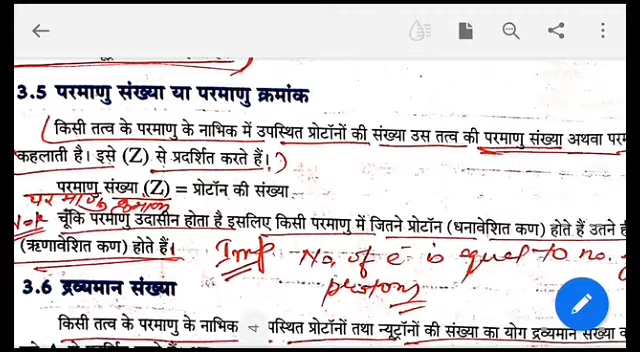 3.5 परमाणु संख्या या परमाणु क्रमांक
किसी तत्व के परमाणु के नाभिक में उपस्थित प्रोटॉनों की संख्या उस तत्व की परमाणु संख्या अथवा
कहलाती है। इसे (Z) से प्रदर्शित करते हैं।
परमाणु संख्या (Z) = प्रोटॉन की संख्या
परमाणु क्रमांक
चूँकि परमाणु उदासीन होता है इसलिए किसी परमाणु में जितने प्रोटॉन (धनावेशित कण) होते हैं उतने
(ऋणावेशित कण) होते हैं।
Imp No. of e- is equal to no.
protons
3.6 द्रव्यमान संख्या
किसी तत्व के परमाणु के नाभिक पस्थित प्रोटॉनों तथा न्यूट्रॉनों की संख्या का योग द्रव्यमान संख्या